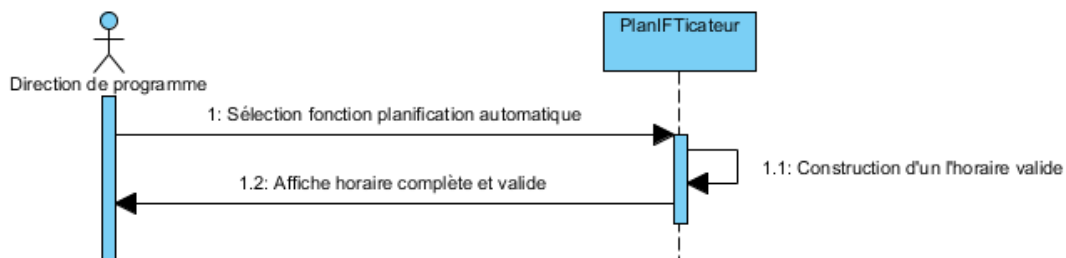 PlanIFTicateur
Direction de programme
1: Sélection fonction planification automatique
1.1: Construction d'un l'horaire valide
1.2: Affiche horaire complète et valide